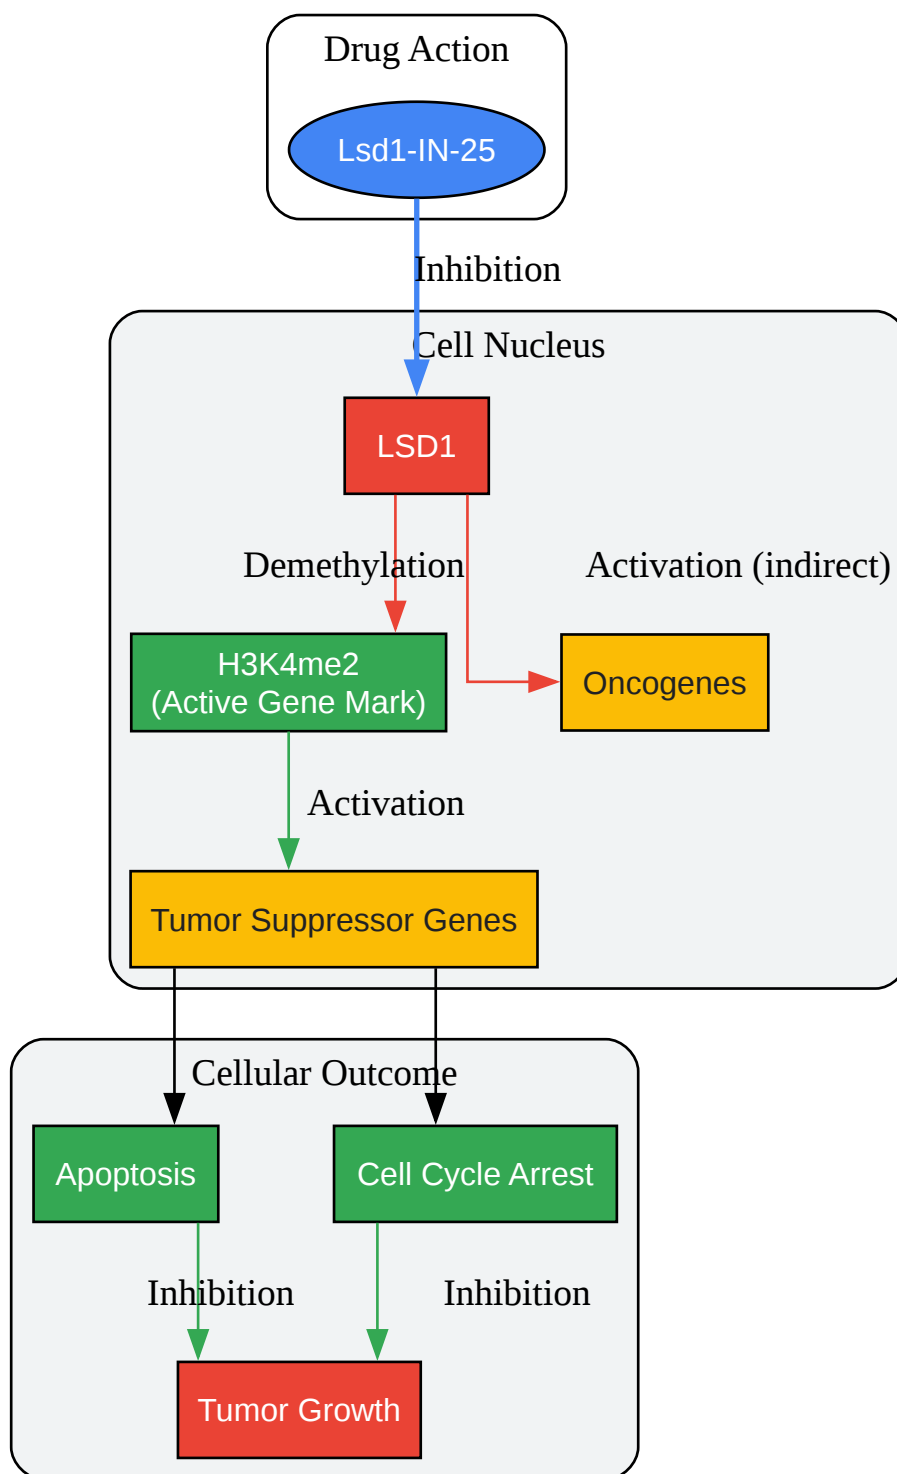 Drug Action
Lsd1-IN-25
Inhibition
Cell Nucleus
LSD1
Demethylation
Activation (indirect)
H3K4me2
(Active Gene Mark)
Oncogenes
Activation
Tumor Suppressor Genes
Cellular Outcome
Apoptosis
Cell Cycle Arrest
Inhibition
Inhibition
Tumor Growth